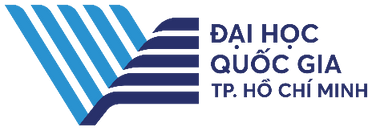 ĐẠI HỌC
QUỐC GIA
TP. HỒ CHÍ MINH